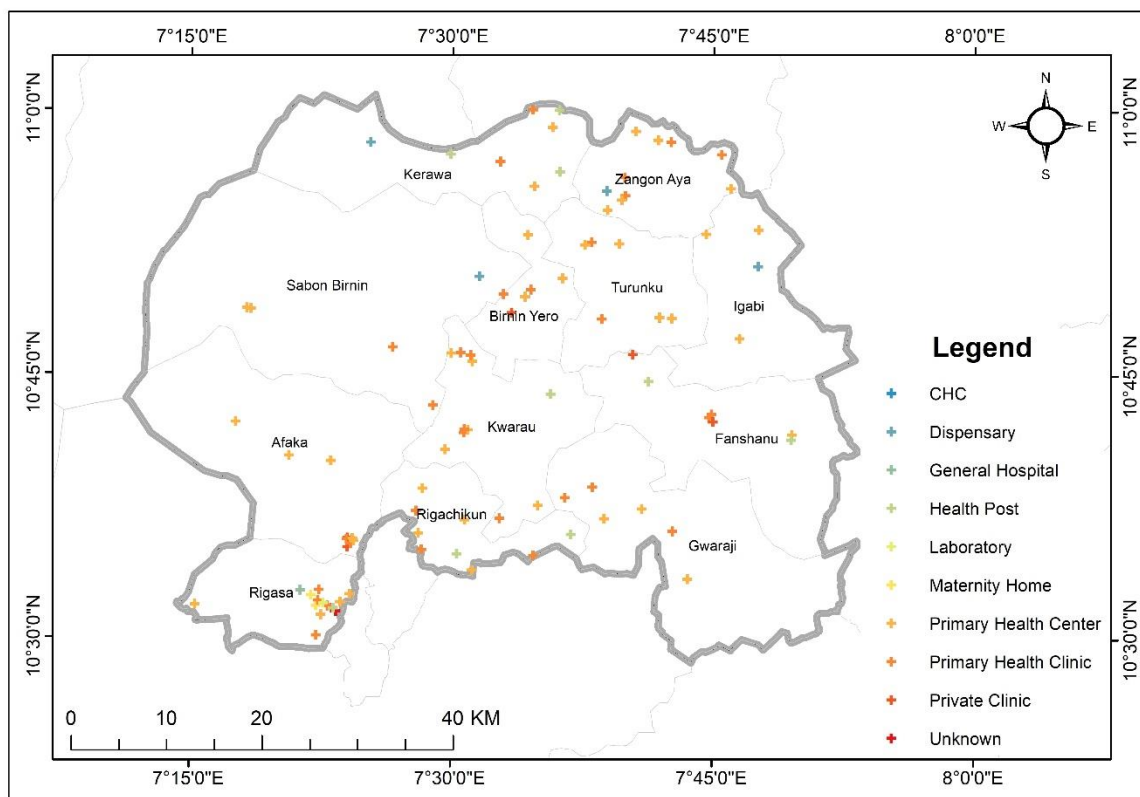 7°15'0"E 7°30'0"E 7°45'0"E 8°0'0"E
11°0'0"N 11°0'0"N
N
W E
S
Kerawa
Zangon Aya
Sabon Birnin
Turunku
Igabi
Birnin Yero
10°45'0"N 10°45'0"N
Afaka
Kwarau
Fanshanu
Rigachikun
Gwaraji
Rigasa
10°30'0"N 10°30'0"N
Legend
CHC
Dispensary
General Hospital
Health Post
Laboratory
Maternity Home
Primary Health Center
Primary Health Clinic
Private Clinic
Unknown
0 10 20 40 KM
7°15'0"E 7°30'0"E 7°45'0"E 8°0'0"E